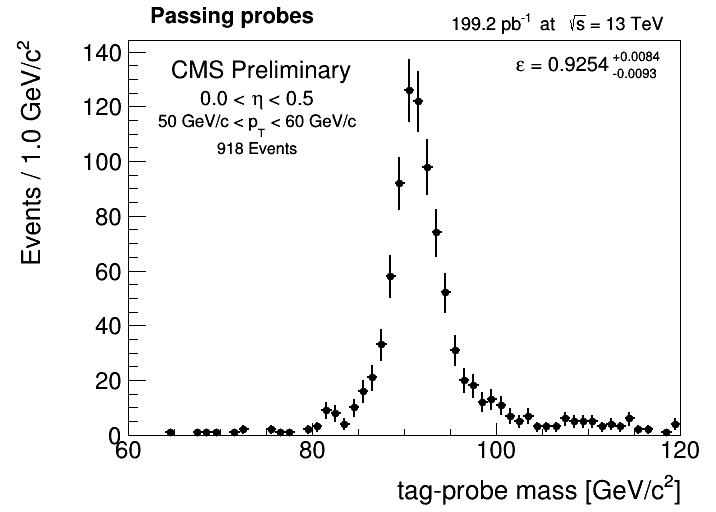 Passing probes
199.2 pb⁻¹ at √s = 13 TeV
CMS Preliminary
0.0 < η < 0.5
50 GeV/c < p_T < 60 GeV/c
918 Events
ε = 0.9254 +0.0084 -0.0093
Events / 1.0 GeV/c²
140
120
100
80
60
40
20
0
60 80 100 120
tag-probe mass [GeV/c²]